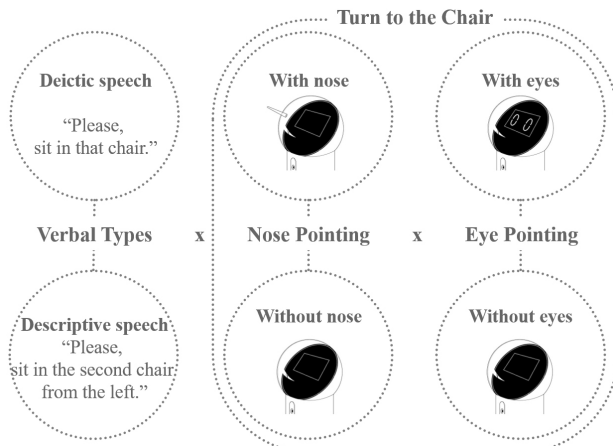 Turn to the Chair
Deictic speech
“Please,
sit in that chair.”
With nose
With eyes
Verbal Types x Nose Pointing x Eye Pointing
Descriptive speech
“Please,
sit in the second chair
from the left.”
Without nose
Without eyes